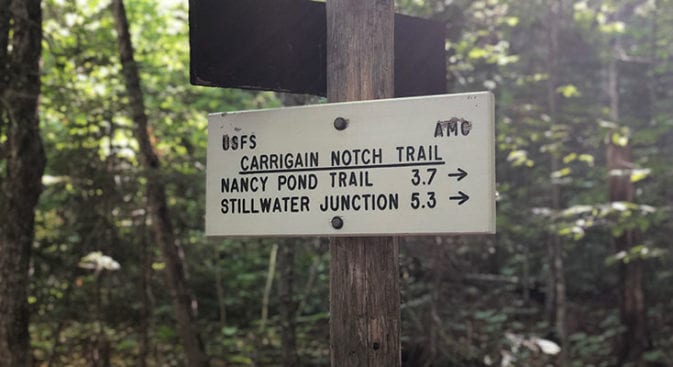 USFS AMC
CARRIGAIN NOTCH TRAIL
NANCY POND TRAIL 3.7 →
STILLWATER JUNCTION 5.3 →